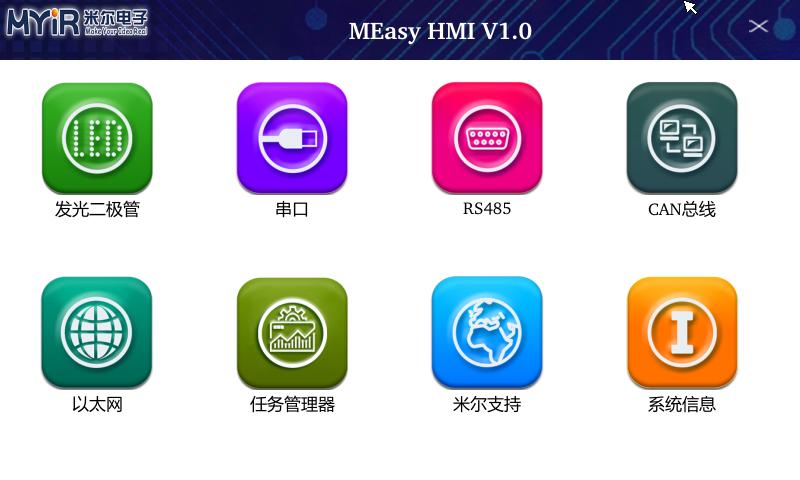 MYiR 米尔电子
Make Your Idea Real
MEasy HMI V1.0
LED
发光二极管
串口
RS485
CAN总线
以太网
任务管理器
米尔支持
I
系统信息